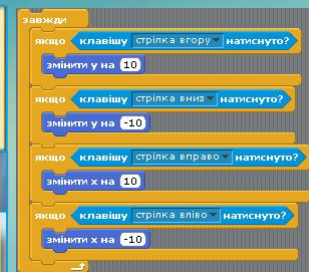 завжди
якщо клавішу стрілка вгору натиснуто?
змінити у на 10
якщо клавішу стрілка вниз натиснуто?
змінити у на -10
якщо клавішу стрілка вправо натиснуто?
змінити х на 10
якщо клавішу стрілка вліво натиснуто?
змінити х на -10